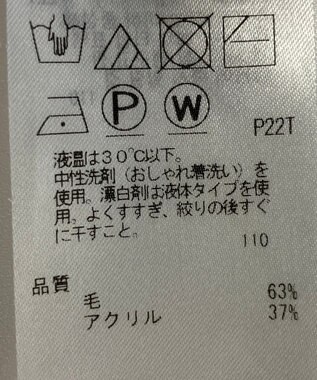 P W
P22T
液温は30℃以下。
中性洗剤（おしゃれ着洗い）を
使用。漂白剤は液体タイプを使
用。よくすすぎ、絞りの後すぐ
に干すこと。
110
品質
毛 63%
アクリル 37%